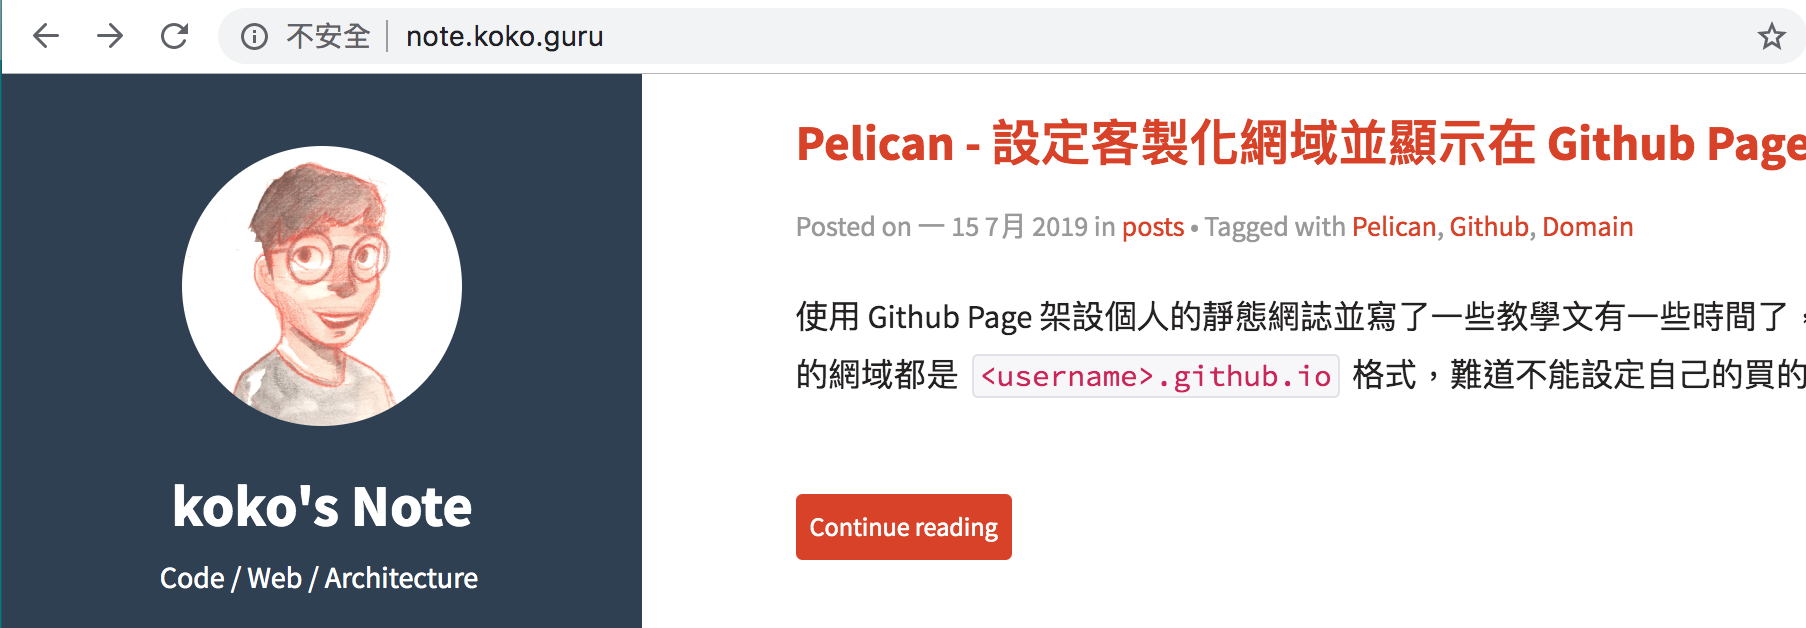 不安全 note.koko.guru
koko's Note
Code / Web / Architecture
Pelican - 設定客製化網域並顯示在 Github Page
Posted on 一 15 7月 2019 in posts • Tagged with Pelican, Github, Domain
使用 Github Page 架設個人的靜態網誌並寫了一些教學文有一些時間了，
的網域都是 <username>.github.io 格式，難道不能設定自己的買的
Continue reading